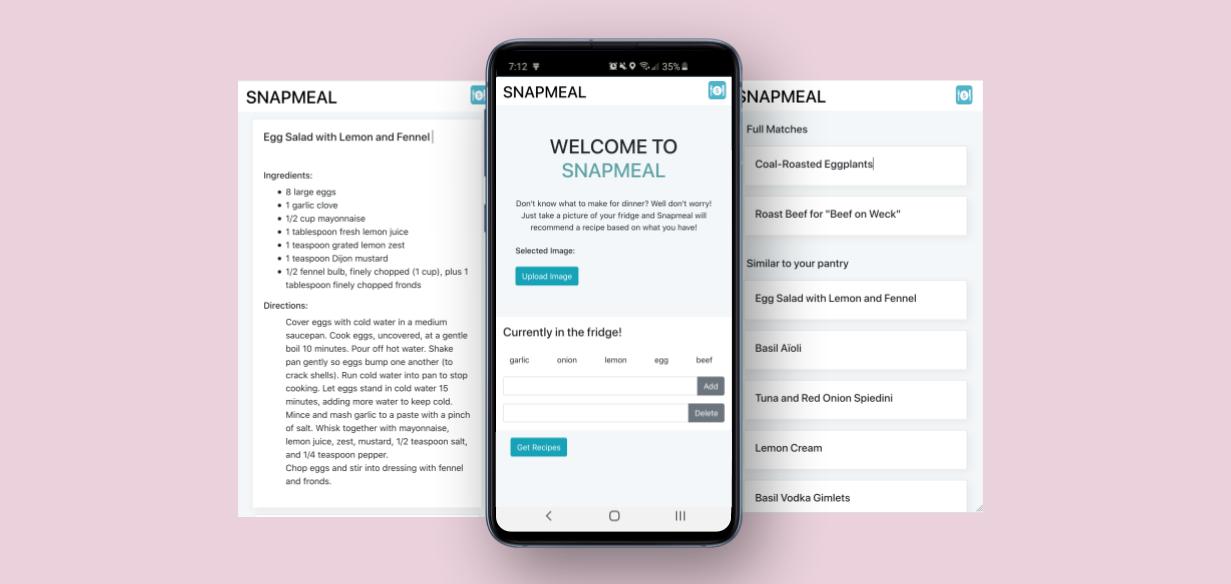 SNAPMEAL
Egg Salad with Lemon and Fennel
Ingredients:
• 8 large eggs
• 1 garlic clove
• 1/2 cup mayonnaise
• 1 tablespoon fresh lemon juice
• 1 teaspoon grated lemon zest
• 1 teaspoon Dijon mustard
• 1/2 fennel bulb, finely chopped (1 cup), plus 1
tablespoon finely chopped fronds
Directions:
Cover eggs with cold water in a medium
saucepan. Cook eggs, uncovered, at a gentle
boil 10 minutes. Pour off hot water. Shake
pan gently so eggs bump one another (to
crack shells). Run cold water into pan to stop
cooking. Let eggs stand in cold water 15
minutes, adding more water to keep cold.
Mince and mash garlic to a paste with a pinch
of salt. Whisk together with mayonnaise,
lemon juice, zest, mustard, 1/2 teaspoon salt,
and 1/4 teaspoon pepper.
Chop eggs and stir into dressing with fennel
and fronds.
7:12 35%
SNAPMEAL
WELCOME TO
SNAPMEAL
Don't know what to make for dinner? Well don't worry!
Just take a picture of your fridge and Snapmeal will
recommend a recipe based on what you have!
Selected Image:
Upload Image
Currently in the fridge!
garlic onion lemon egg beef
Add
Delete
Get Recipes
SNAPMEAL
Full Matches
Coal-Roasted Eggplants
Roast Beef for "Beef on Weck"
Similar to your pantry
Egg Salad with Lemon and Fennel
Basil Aïoli
Tuna and Red Onion Spiedini
Lemon Cream
Basil Vodka Gimlets